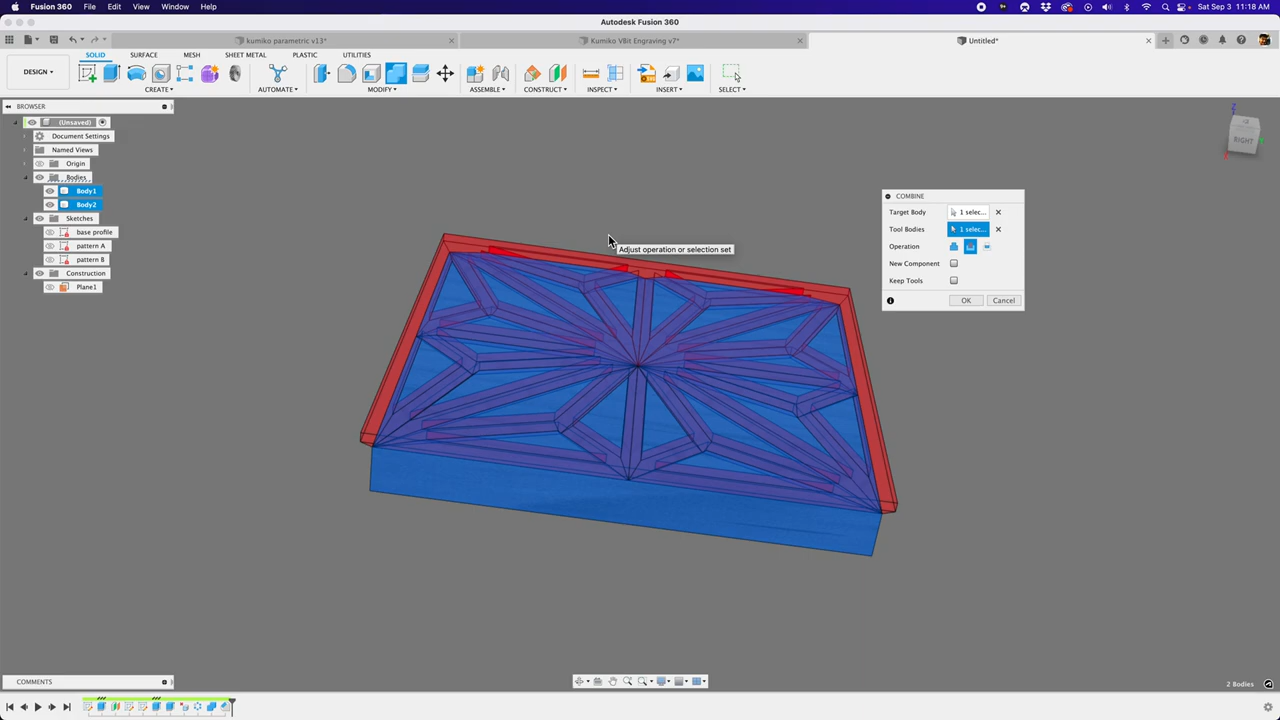 Fusion 360 File Edit View Window Help Sat Sep 3 11:18 AM
Autodesk Fusion 360
kumiko parametric v13* Kumiko VBit Engraving v7* Untitled*
SOLID SURFACE MESH SHEET METAL PLASTIC UTILITIES
DESIGN
CREATE AUTOMATE MODIFY ASSEMBLE CONSTRUCT INSPECT INSERT SELECT
BROWSER
(Unsaved)
Document Settings
Named Views
Origin
Bodies
Body1
Body2
Sketches
base profile
pattern A
pattern B
Construction
Plane1
Z
RIGHT
COMBINE
Target Body 1 selec...
Tool Bodies 1 selec...
Operation
New Component
Keep Tools
OK Cancel
Adjust operation or selection set
COMMENTS
2 Bodies